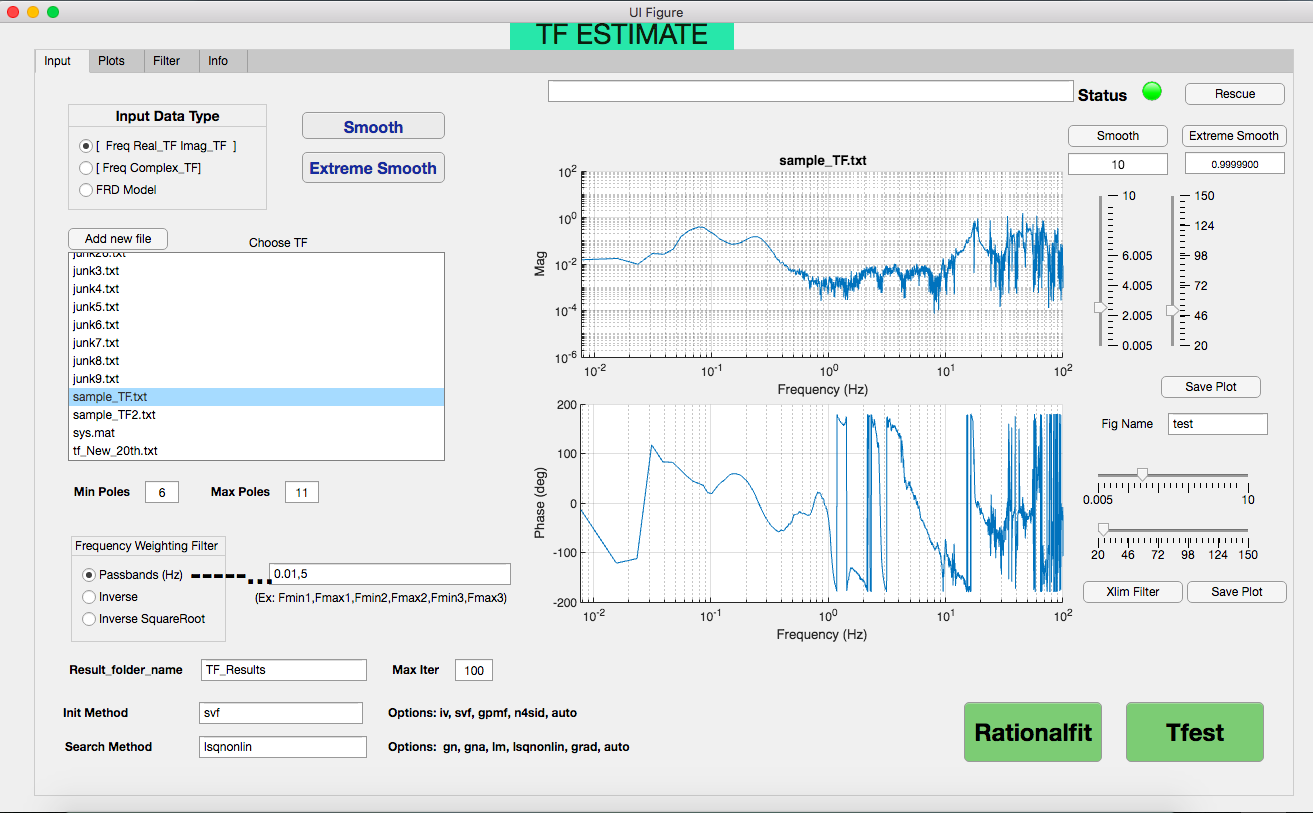 UI Figure
TF ESTIMATE
Input Plots Filter Info
Status
Rescue
Input Data Type
[ Freq Real_TF Imag_TF ]
[ Freq Complex_TF]
FRD Model
Smooth
Extreme Smooth
Smooth Extreme Smooth
10 0.9999900
Add new file
Choose TF
junk3.txt
junk4.txt
junk5.txt
junk6.txt
junk7.txt
junk8.txt
junk9.txt
sample_TF.txt
sample_TF2.txt
sys.mat
tf_New_20th.txt
sample_TF.txt
Mag
10^2
10^0
10^-2
10^-4
10^-6
10^-2 10^-1 10^0 10^1 10^2
Frequency (Hz)
Phase (deg)
200
100
0
-100
-200
10^-2 10^-1 10^0 10^1 10^2
Frequency (Hz)
10
6.005
4.005
2.005
0.005
150
124
98
72
46
20
Save Plot
Fig Name test
0.005 10
20 46 72 98 124 150
Xlim Filter Save Plot
Min Poles 6 Max Poles 11
Frequency Weighting Filter
Passbands (Hz) 0.01,5
Inverse (Ex: Fmin1,Fmax1,Fmin2,Fmax2,Fmin3,Fmax3)
Inverse SquareRoot
Result_folder_name TF_Results Max Iter 100
Init Method svf Options: iv, svf, gpmf, n4sid, auto
Search Method lsqnonlin Options: gn, gna, lm, lsqnonlin, grad, auto
Rationalfit Tfest